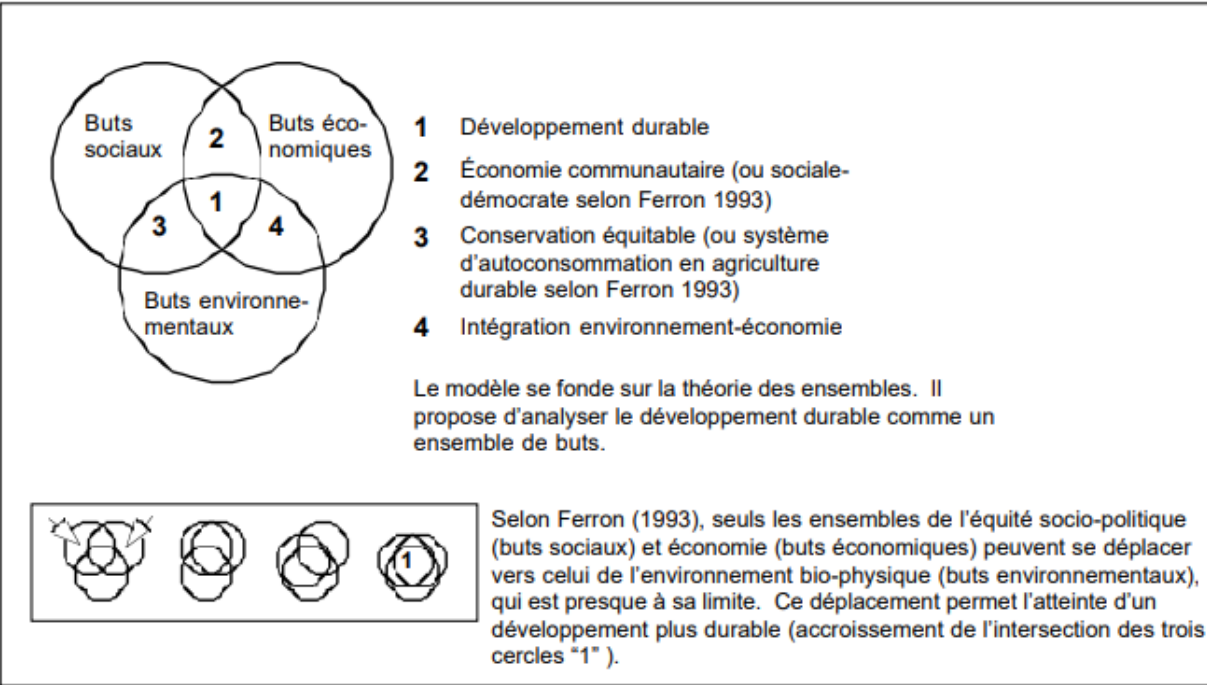 Buts
sociaux
2
Buts éco-
nomiques
1
3
4
Buts environne-
mentaux
1 Développement durable
2 Économie communautaire (ou sociale-
démocrate selon Ferron 1993)
3 Conservation équitable (ou système
d'autoconsommation en agriculture
durable selon Ferron 1993)
4 Intégration environnement-économie
Le modèle se fonde sur la théorie des ensembles. Il
propose d'analyser le développement durable comme un
ensemble de buts.
1
Selon Ferron (1993), seuls les ensembles de l'équité socio-politique
(buts sociaux) et économie (buts économiques) peuvent se déplacer
vers celui de l'environnement bio-physique (buts environnementaux),
qui est presque à sa limite. Ce déplacement permet l'atteinte d'un
développement plus durable (accroissement de l'intersection des trois
cercles "1" ).